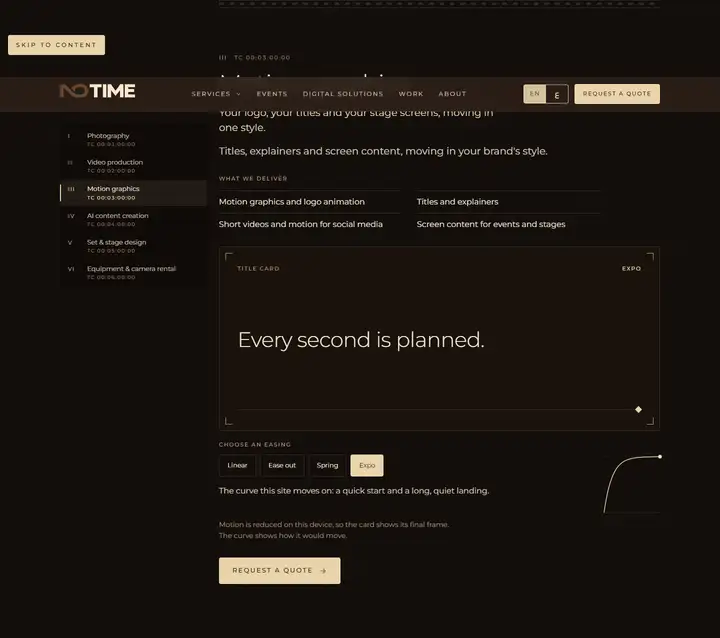 SKIP TO CONTENT
III TC 00:03:00:00
NOTIME
SERVICES
EVENTS
DIGITAL SOLUTIONS
WORK
ABOUT
EN
REQUEST A QUOTE
Your logo, your titles and your stage screens, moving in
one style.
I Photography
TC 00:01:00:00
II Video production
TC 00:02:00:00
III Motion graphics
TC 00:03:00:00
IV AI content creation
TC 00:04:00:00
V Set & stage design
TC 00:05:00:00
VI Equipment & camera rental
TC 00:06:00:00
Titles, explainers and screen content, moving in your brand's style.
WHAT WE DELIVER
Motion graphics and logo animation
Titles and explainers
Short videos and motion for social media
Screen content for events and stages
TITLE CARD
EXPO
Every second is planned.
CHOOSE AN EASING
Linear
Ease out
Spring
Expo
The curve this site moves on: a quick start and a long, quiet landing.
Motion is reduced on this device, so the card shows its final frame.
The curve shows how it would move.
REQUEST A QUOTE →